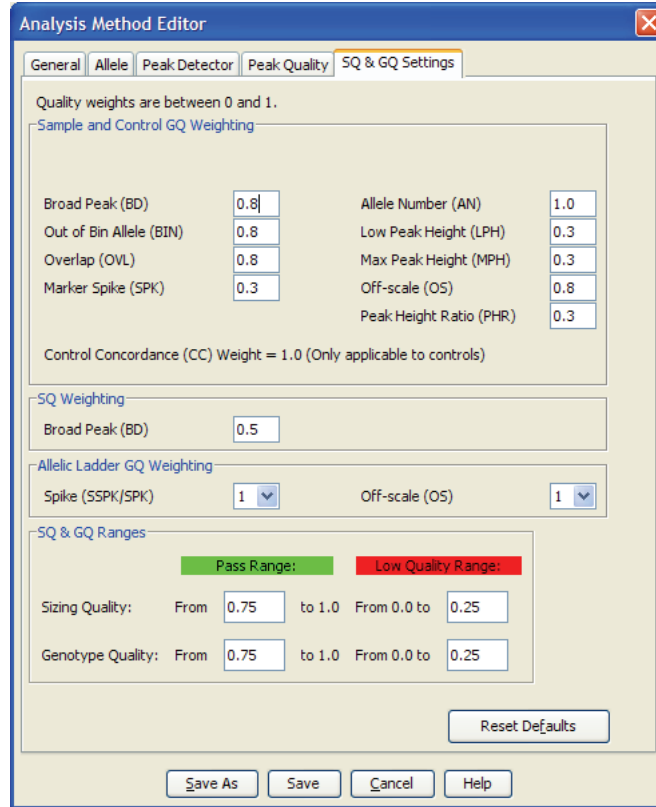 Analysis Method Editor
General Allele Peak Detector Peak Quality SQ & GQ Settings
Quality weights are between 0 and 1.
Sample and Control GQ Weighting
Broad Peak (BD) 0.8 Allele Number (AN) 1.0
Out of Bin Allele (BIN) 0.8 Low Peak Height (LPH) 0.3
Overlap (OVL) 0.8 Max Peak Height (MPH) 0.3
Marker Spike (SPK) 0.3 Off-scale (OS) 0.8
Peak Height Ratio (PHR) 0.3
Control Concordance (CC) Weight = 1.0 (Only applicable to controls)
SQ Weighting
Broad Peak (BD) 0.5
Allelic Ladder GQ Weighting
Spike (SSPK/SPK) 1 Off-scale (OS) 1
SQ & GQ Ranges
Pass Range: Low Quality Range:
Sizing Quality: From 0.75 to 1.0 From 0.0 to 0.25
Genotype Quality: From 0.75 to 1.0 From 0.0 to 0.25
Reset Defaults
Save As Save Cancel Help